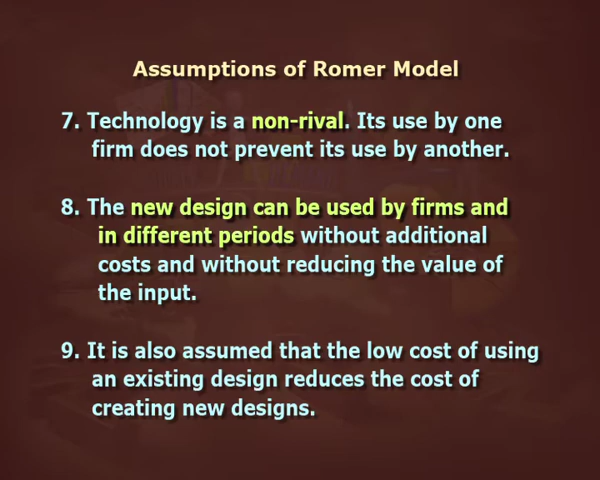 Assumptions of Romer Model
7. Technology is a non-rival. Its use by one
firm does not prevent its use by another.
8. The new design can be used by firms and
in different periods without additional
costs and without reducing the value of
the input.
9. It is also assumed that the low cost of using
an existing design reduces the cost of
creating new designs.